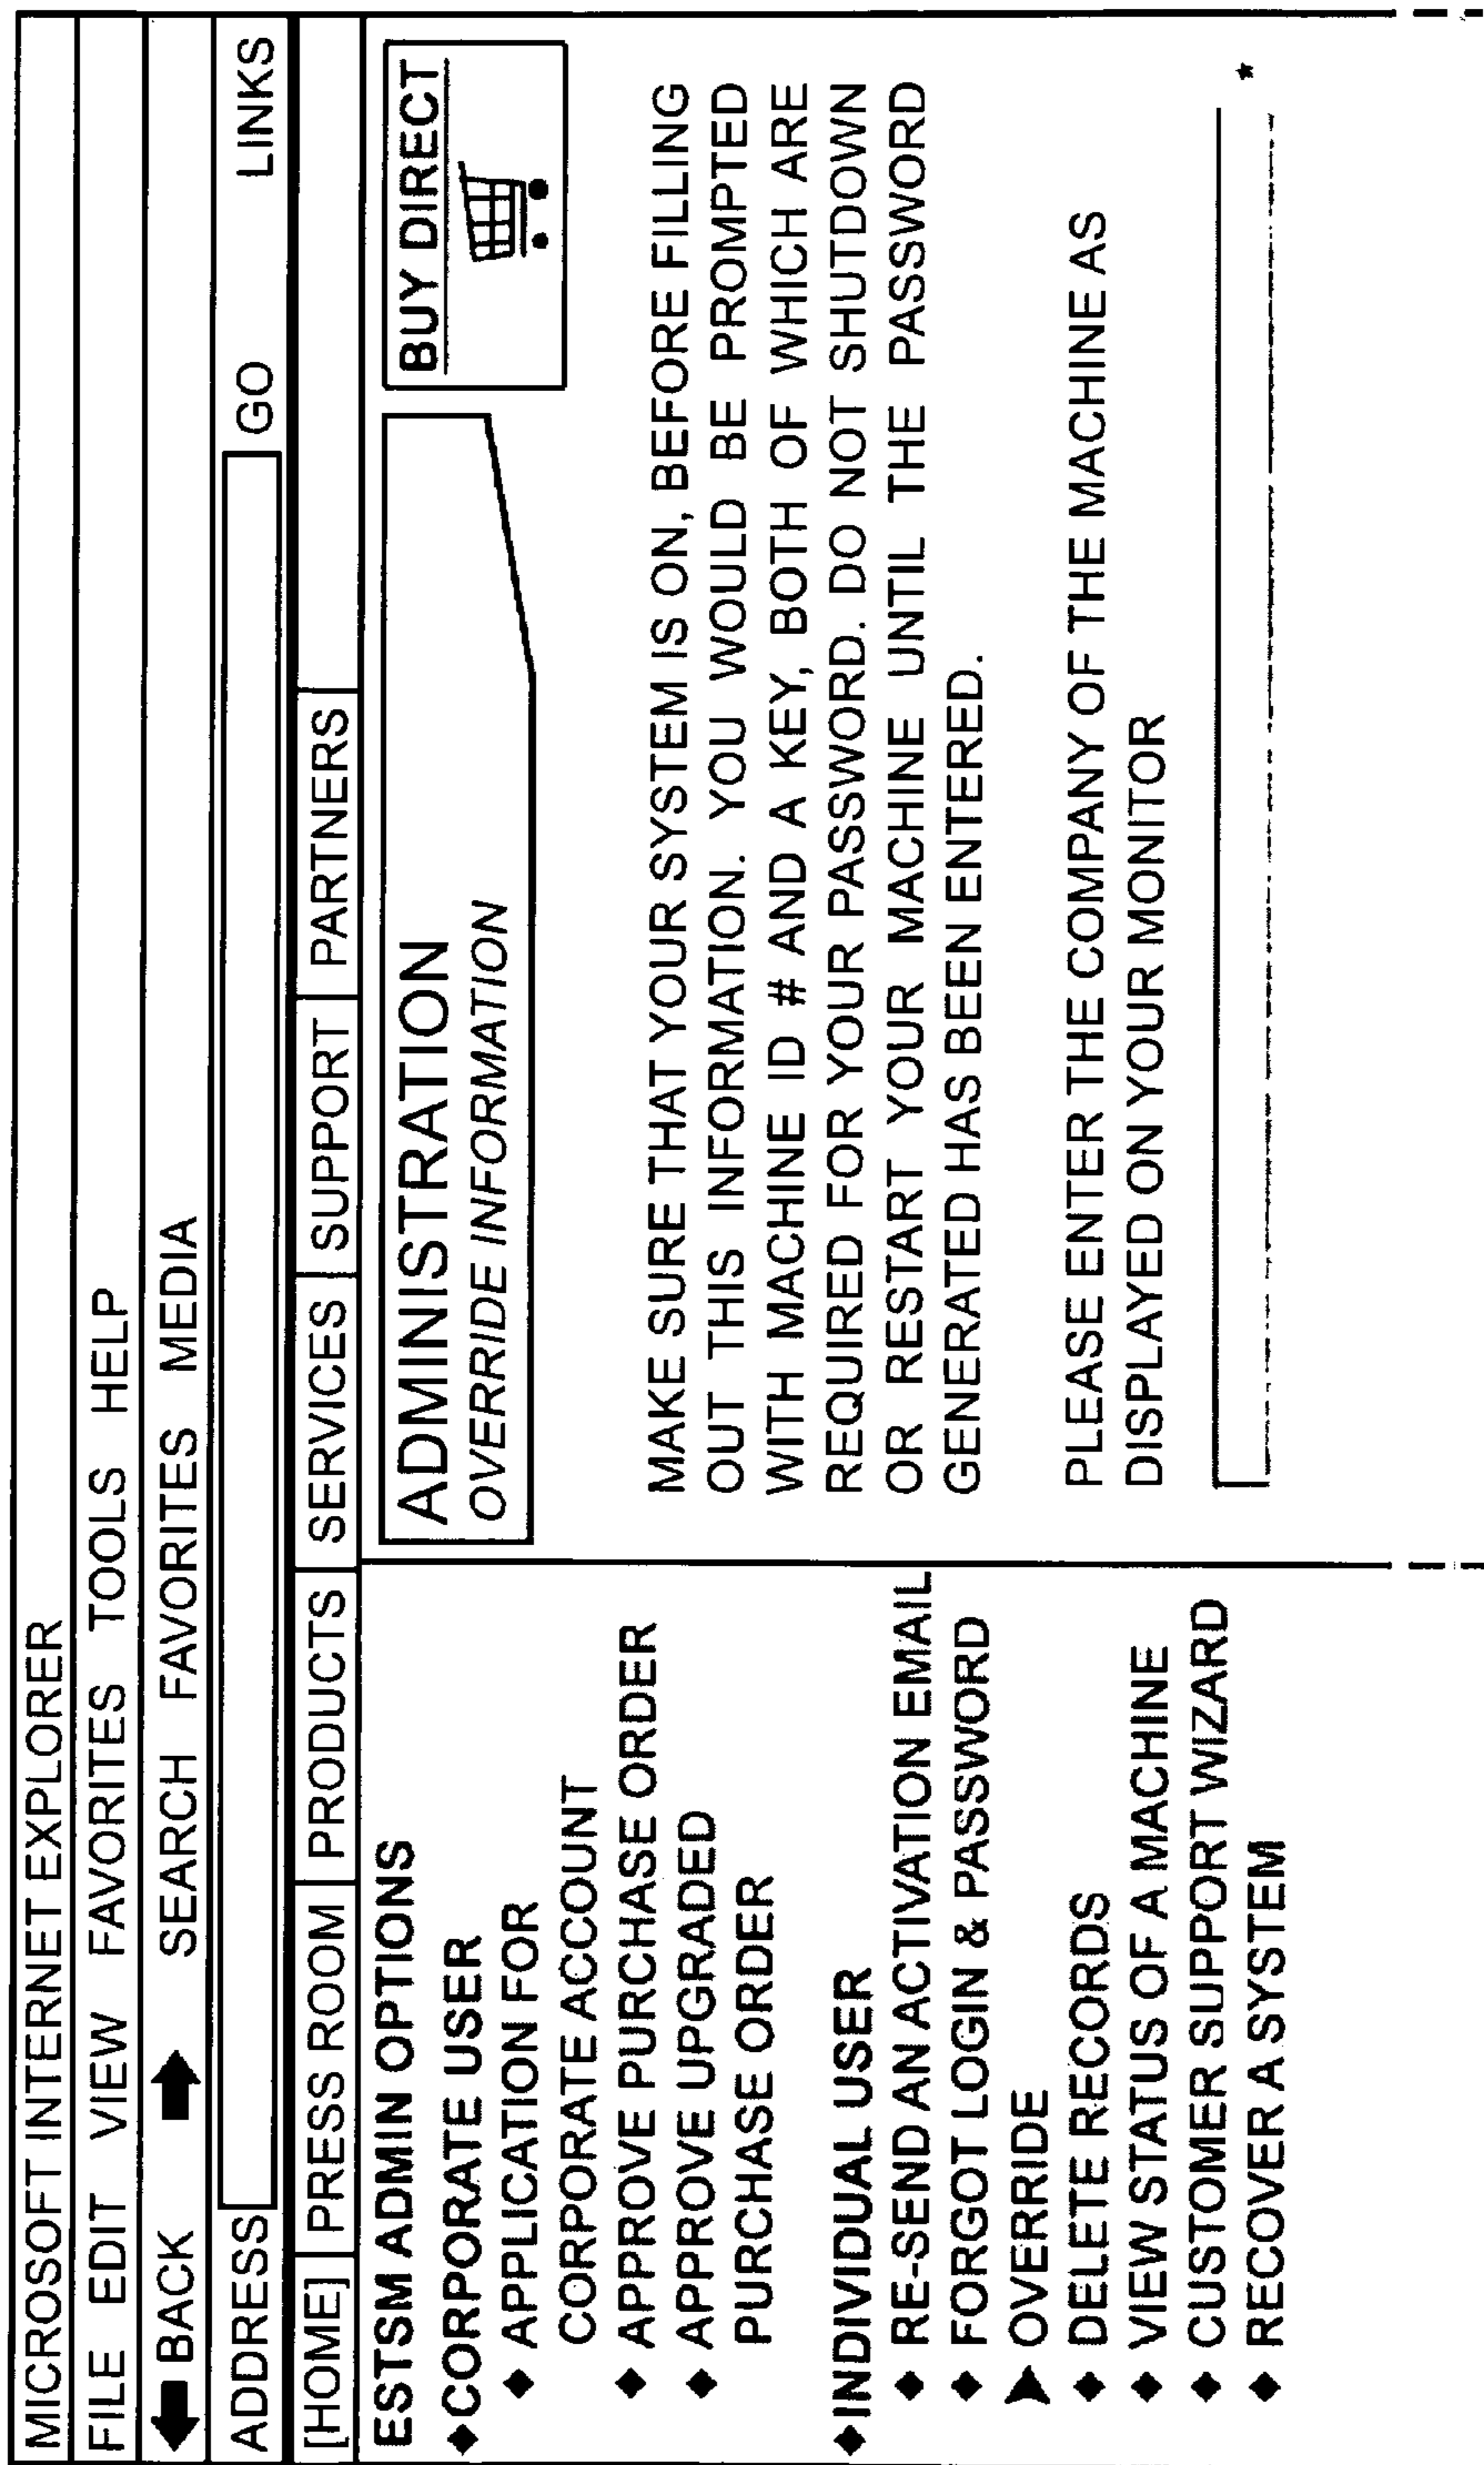 MICROSOFT INTERNET EXPLORER
FILE EDIT VIEW FAVORITES TOOLS HELP
BACK SEARCH FAVORITES MEDIA
ADDRESS GO LINKS
[HOME] PRESS ROOM PRODUCTS SERVICES SUPPORT PARTNERS
ESTSM ADMIN OPTIONS
◆CORPORATE USER
◆ APPLICATION FOR
CORPORATE ACCOUNT
◆ APPROVE PURCHASE ORDER
◆ APPROVE UPGRADED
PURCHASE ORDER
◆INDIVIDUAL USER
◆ RE-SEND AN ACTIVATION EMAIL
◆ FORGOT LOGIN & PASSWORD
➤ OVERRIDE
◆ DELETE RECORDS
◆ VIEW STATUS OF A MACHINE
◆ CUSTOMER SUPPORT WIZARD
◆ RECOVER A SYSTEM
ADMINISTRATION
OVERRIDE INFORMATION
BUY DIRECT
MAKE SURE THAT YOUR SYSTEM IS ON, BEFORE FILLING
OUT THIS INFORMATION. YOU WOULD BE PROMPTED
WITH MACHINE ID # AND A KEY, BOTH OF WHICH ARE
REQUIRED FOR YOUR PASSWORD. DO NOT SHUTDOWN
OR RESTART YOUR MACHINE UNTIL THE PASSWORD
GENERATED HAS BEEN ENTERED.
PLEASE ENTER THE COMPANY OF THE MACHINE AS
DISPLAYED ON YOUR MONITOR
*